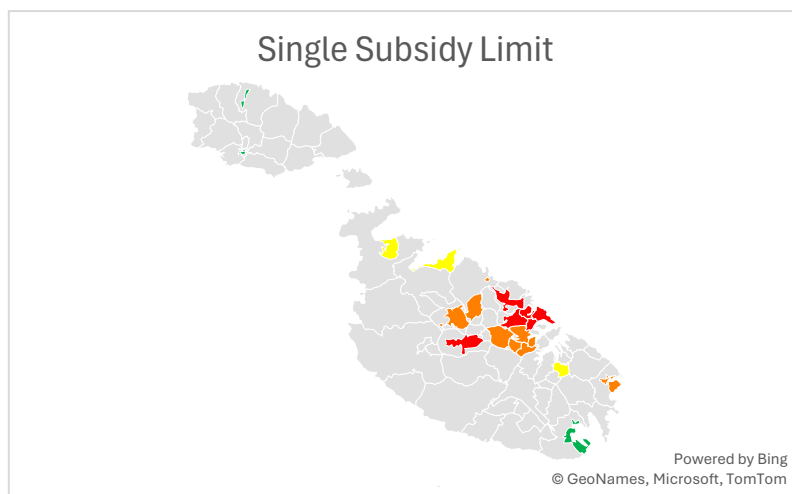 Single Subsidy Limit
Powered by Bing
© GeoNames, Microsoft, TomTom